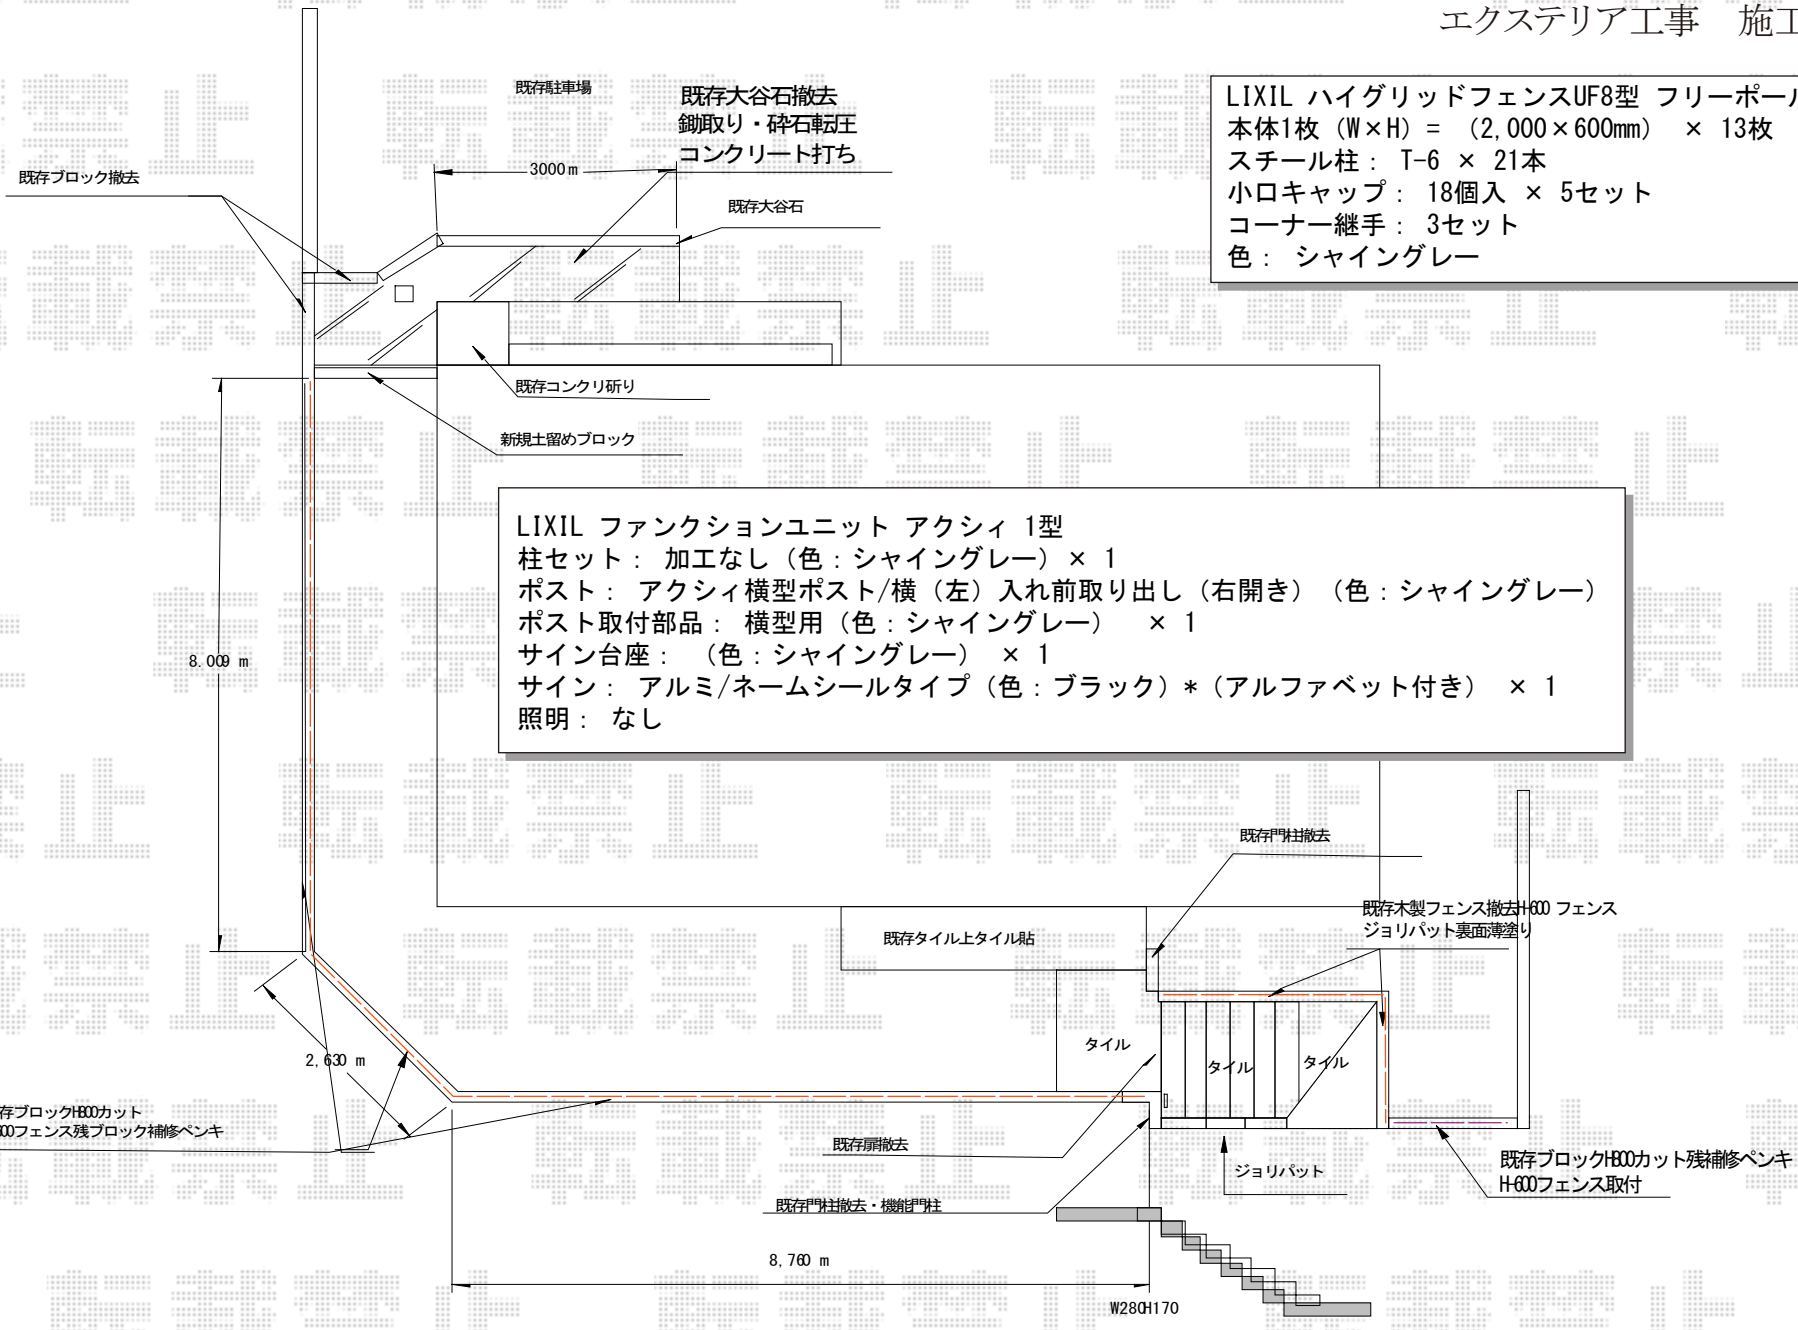 エクステリア工事　施工
LIXIL ハイグリッドフェンスUF8型 フリーポール
本体1枚（W×H）= （2,000×600mm） × 13枚
スチール柱： T-6 × 21本
小口キャップ： 18個入 × 5セット
コーナー継手： 3セット
色： シャイングレー
既存駐車場
既存大谷石撤去
鋤取り・砕石転圧
コンクリート打ち
3000m
既存ブロック撤去
既存大谷石
既存コンクリ斫り
新規土留めブロック
LIXIL ファンクションユニット アクシィ 1型
柱セット： 加工なし（色：シャイングレー）× 1
ポスト： アクシィ横型ポスト/横（左）入れ前取り出し（右開き）（色：シャイングレー）
ポスト取付部品： 横型用（色：シャイングレー） × 1
サイン台座： （色：シャイングレー） × 1
サイン： アルミ/ネームシールタイプ（色：ブラック）*（アルファベット付き） × 1
照明： なし
8.009 m
既存門柱撤去
既存木製フェンス撤去H-600 フェンス
ジョリパット裏面薄塗り
既存タイル上タイル貼
タイル
タイル
タイル
2,630 m
存ブロックH800カット
600フェンス残ブロック補修ペンキ
既存扉撤去
ジョリパット
既存ブロックH800カット残補修ペンキ
H-600フェンス取付
既存門柱撤去・機能門柱
8,760 m
W280H170
転載禁止